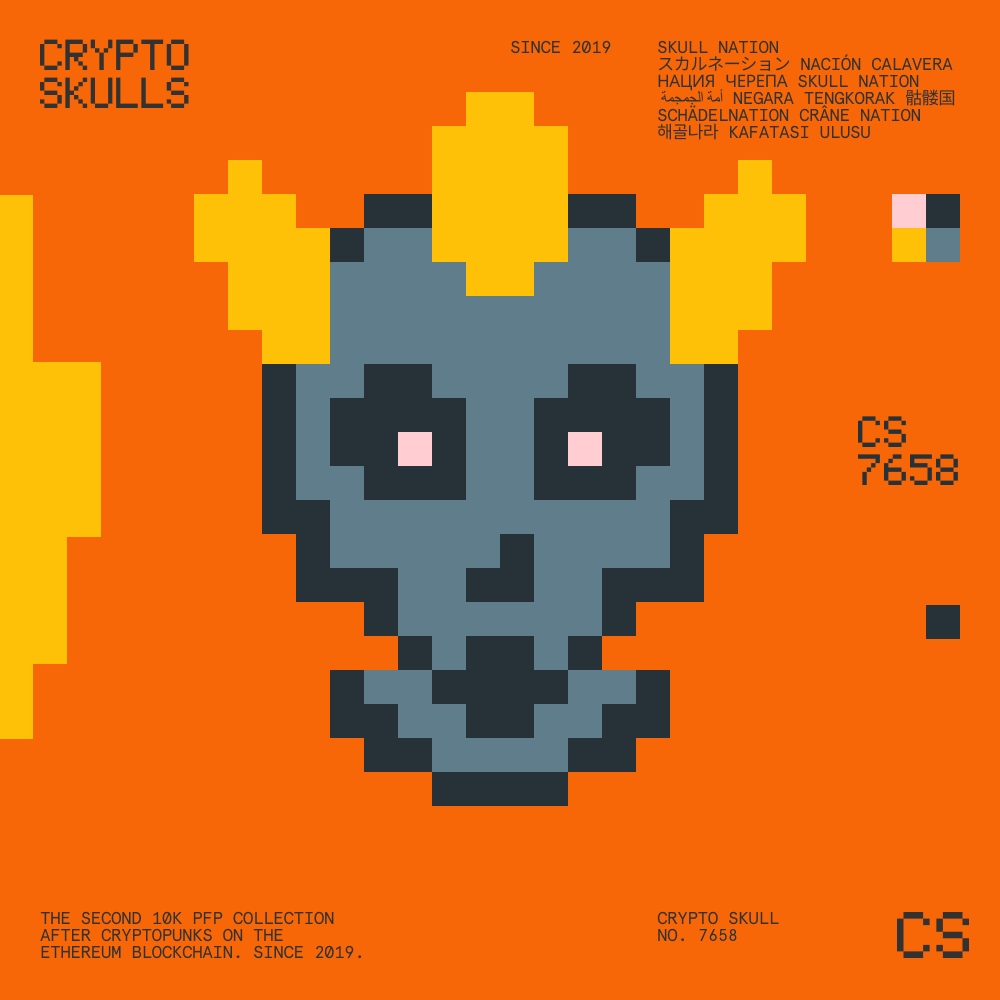 CRYPTO
SKULLS
SINCE 2019
SKULL NATION
スカルネーション NACIÓN CALAVERA
НАЦИЯ ЧЕРЕПА SKULL NATION
أمة الجمجمة NEGARA TENGKORAK 骷髅国
SCHÄDELNATION CRÂNE NATION
해골나라 KAFATASI ULUSU
CS
7658
THE SECOND 10K PFP COLLECTION
AFTER CRYPTOPUNKS ON THE
ETHEREUM BLOCKCHAIN. SINCE 2019.
CRYPTO SKULL
NO. 7658
CS